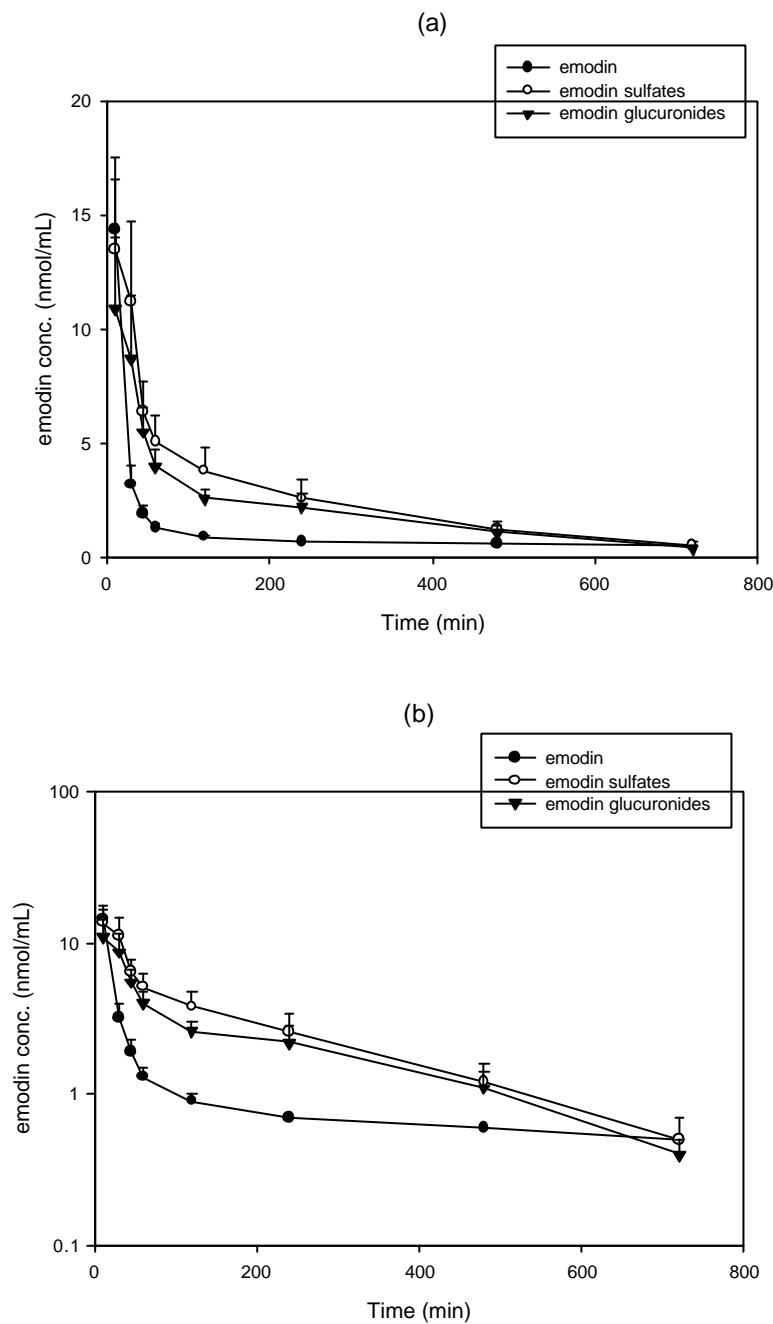 (a)
emodin
emodin sulfates
emodin glucuronides
20
15
10
5
0
emodin conc. (nmol/mL)
0 200 400 600 800
Time (min)
(b)
emodin
emodin sulfates
emodin glucuronides
100
10
1
0.1
emodin conc. (nmol/mL)
0 200 400 600 800
Time (min)